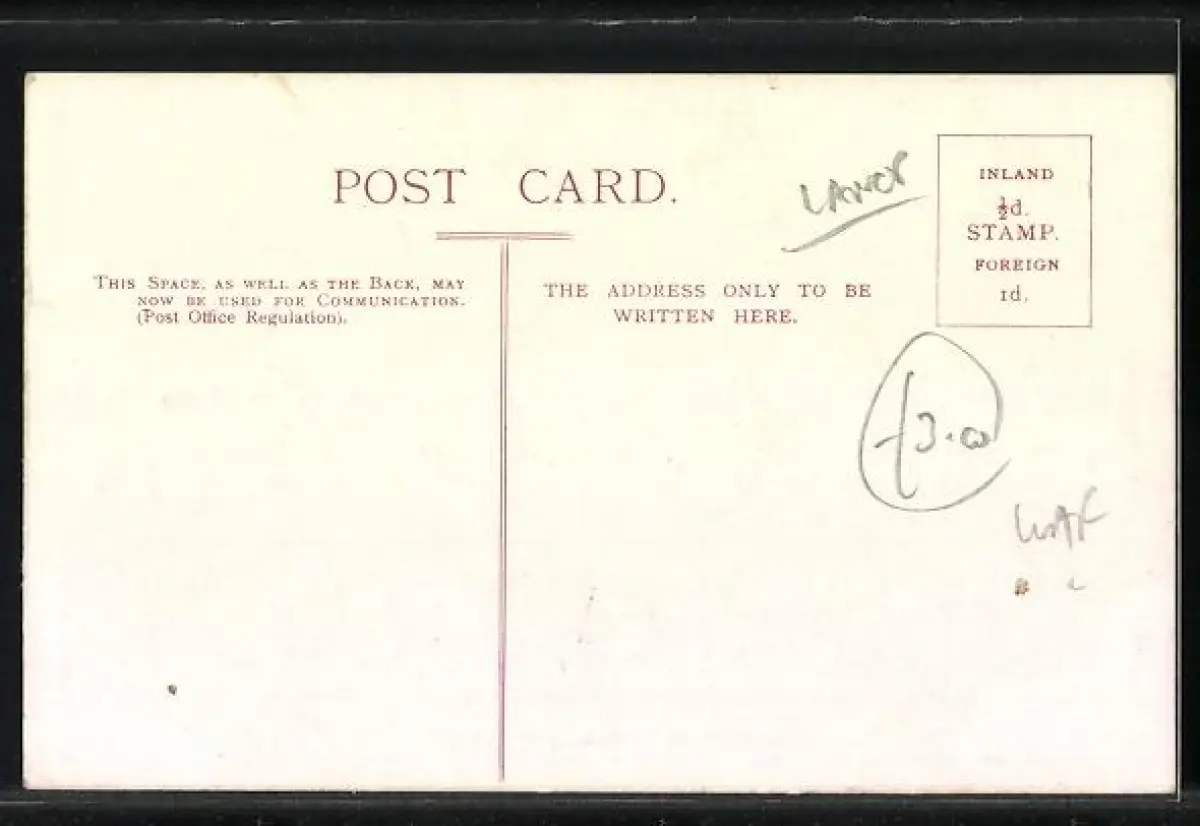 POST CARD.
THIS SPACE, AS WELL AS THE BACK, MAY
NOW BE USED FOR COMMUNICATION.
(Post Office Regulation).
THE ADDRESS ONLY TO BE
WRITTEN HERE.
INLAND
½d.
STAMP.
FOREIGN
1d.
£3.00